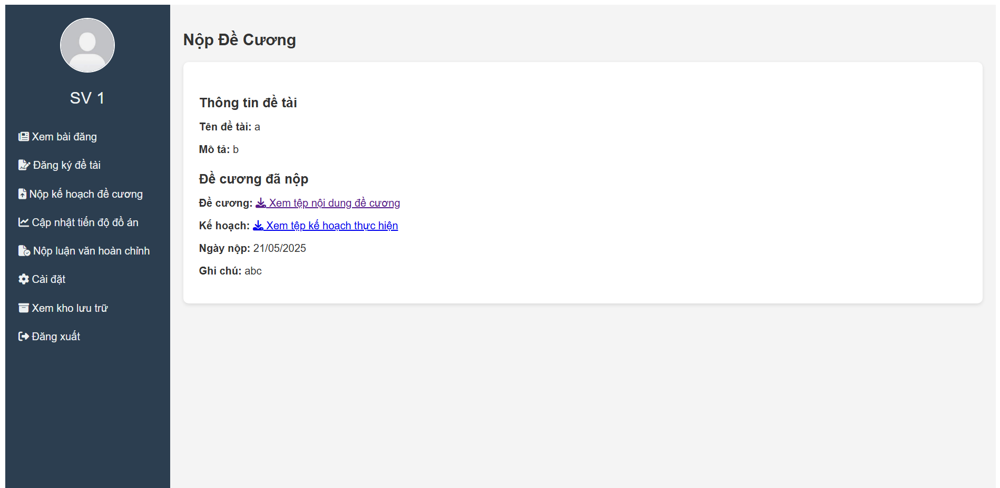 SV 1
Xem bài đăng
Đăng ký đề tài
Nộp kế hoạch đề cương
Cập nhật tiến độ đồ án
Nộp luận văn hoàn chỉnh
Cài đặt
Xem kho lưu trữ
Đăng xuất
Nộp Đề Cương
Thông tin đề tài
Tên đề tài: a
Mô tả: b
Đề cương đã nộp
Đề cương: Xem tệp nội dung đề cương
Kế hoạch: Xem tệp kế hoạch thực hiện
Ngày nộp: 21/05/2025
Ghi chú: abc